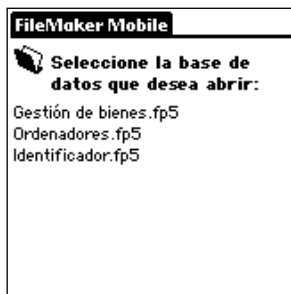 FileMaker Mobile
Seleccione la base de
datos que desea abrir:
Gestión de bienes.fp5
Ordenadores.fp5
Identificador.fp5